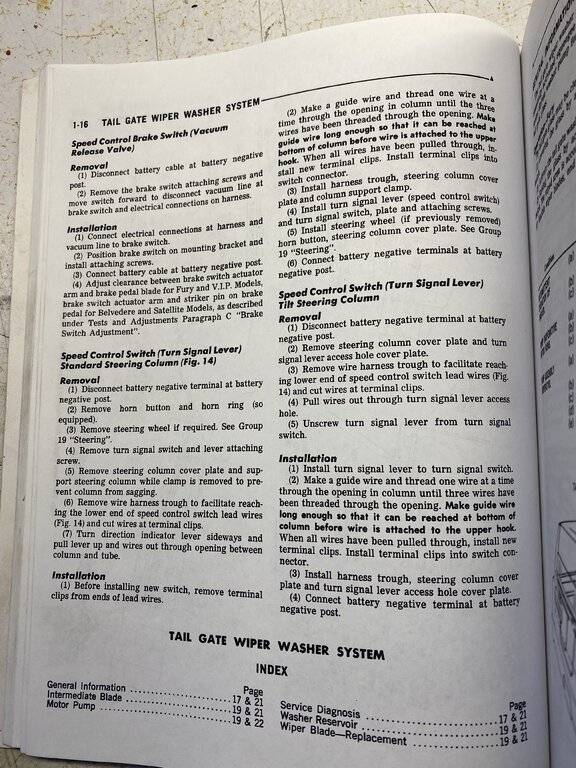 1-16 TAIL GATE WIPER WASHER SYSTEM
Speed Control Brake Switch (Vacuum
Release Valve)
Removal
(1) Disconnect battery cable at battery negative
post.
(2) Remove the brake switch attaching screws and
move switch forward to disconnect vacuum line at
brake switch and electrical connections on harness.
Installation
(1) Connect electrical connections at harness and
vacuum line to brake switch.
(2) Position brake switch on mounting bracket and
install attaching screws.
(3) Connect battery cable at battery negative post.
(4) Adjust clearance between brake switch actuator
arm and brake pedal blade for Fury and V.I.P. Models,
brake switch actuator arm and striker pin on brake
pedal for Belvedere and Satellite Models, as described
under Tests and Adjustments Paragraph C "Brake
Switch Adjustment".
Speed Control Switch (Turn Signal Lever)
Standard Steering Column (Fig. 14)
Removal
(1) Disconnect battery negative terminal at battery
negative post.
(2) Remove horn button and horn ring (so
equipped).
(3) Remove steering wheel if required. See Group
19 "Steering".
(4) Remove turn signal switch and lever attaching
screw.
(5) Remove steering column cover plate and sup-
port steering column while clamp is removed to pre-
vent column from sagging.
(6) Remove wire harness trough to facilitate reach-
ing the lower end of speed control switch lead wires
(Fig. 14) and cut wires at terminal clips.
(7) Turn direction indicator lever sideways and
pull lever up and wires out through opening between
column and tube.
Installation
(1) Before installing new switch, remove terminal
clips from ends of lead wires.
(2) Make a guide wire and thread one wire at a
time through the opening in column until the three
wires have been threaded through the opening. Make
guide wire long enough so that it can be reached at
bottom of column before wire is attached to the upper
hook. When all wires have been pulled through, in-
stall new terminal clips. Install terminal clips into
switch connector.
(3) Install harness trough, steering column cover
plate and column support clamp.
(4) Install turn signal lever (speed control switch)
and turn signal switch, plate and attaching screws.
(5) Install steering wheel (if previously removed)
horn button, steering column cover plate. See Group
19 "Steering".
(6) Connect battery negative terminals at battery
negative post.
Speed Control Switch (Turn Signal Lever)
Tilt Steering Column
Removal
(1) Disconnect battery negative terminal at battery
negative post.
(2) Remove steering column cover plate and turn
signal lever access hole cover plate.
(3) Remove wire harness trough to facilitate reach-
ing lower end of speed control switch lead wires (Fig.
14) and cut wires at terminal clips.
(4) Pull wires out through turn signal lever access
hole.
(5) Unscrew turn signal lever from turn signal
switch.
Installation
(1) Install turn signal lever to turn signal switch.
(2) Make a guide wire and thread one wire at a time
through the opening in column until three wires have
been threaded through the opening. Make guide wire
long enough so that it can be reached at bottom of
column before wire is attached to the upper hook.
When all wires have been pulled through, install new
terminal clips. Install terminal clips into switch con-
nector.
(3) Install harness trough, steering column cover
plate and turn signal lever access hole cover plate.
(4) Connect battery negative terminal at battery
negative post.
TAIL GATE WIPER WASHER SYSTEM
INDEX
Page
General Information 17 & 21
Intermediate Blade 19 & 21
Motor Pump 19 & 22
Page
Service Diagnosis 17 & 21
Washer Reservoir 19 & 21
Wiper Blade—Replacement 19 & 21